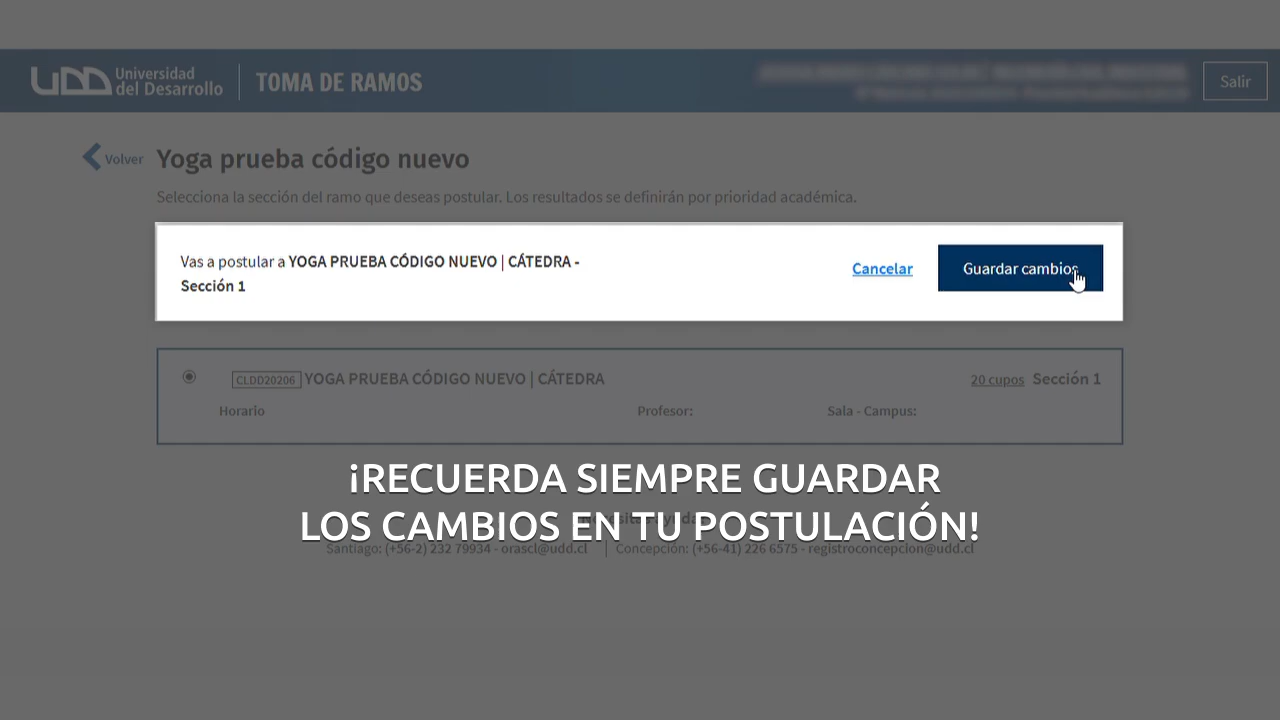 Universidad
del Desarrollo
TOMA DE RAMOS
Salir
Volver
Yoga prueba código nuevo
Selecciona la sección del ramo que deseas postular. Los resultados se definirán por prioridad académica.
Vas a postular a YOGA PRUEBA CÓDIGO NUEVO | CÁTEDRA -
Sección 1
Cancelar
Guardar cambios
CLDD20206 YOGA PRUEBA CÓDIGO NUEVO | CÁTEDRA
20 cupos Sección 1
Horario
Profesor:
Sala - Campus:
¡RECUERDA SIEMPRE GUARDAR
LOS CAMBIOS EN TU POSTULACIÓN!
Santiago: (+56-2) 232 79934 - orascl@udd.cl | Concepción: (+56-41) 226 6575 - registroconcepcion@udd.cl